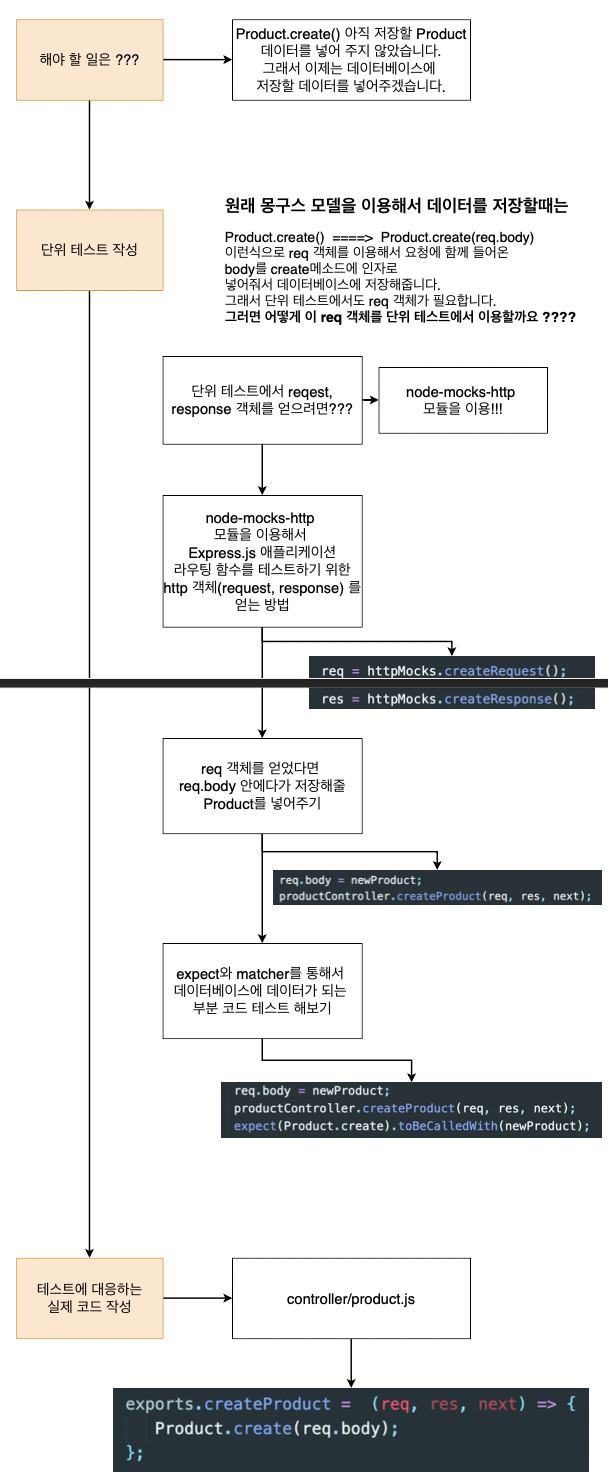 해야 할 일은 ???
Product.create() 아직 저장할 Product
데이터를 넣어 주지 않았습니다.
그래서 이제는 데이터베이스에
저장할 데이터를 넣어주겠습니다.
단위 테스트 작성
원래 몽구스 모델을 이용해서 데이터를 저장할때는
Product.create() ====> Product.create(req.body)
이런식으로 req 객체를 이용해서 요청에 함께 들어온
body를 create메소드에 인자로
넣어줘서 데이터베이스에 저장해줍니다.
그래서 단위 테스트에서도 req 객체가 필요합니다.
그러면 어떻게 이 req 객체를 단위 테스트에서 이용할까요 ????
단위 테스트에서 reqest,
response 객체를 얻으려면???
node-mocks-http
모듈을 이용!!!
node-mocks-http
모듈을 이용해서
Express.js 애플리케이션
라우팅 함수를 테스트하기 위한
http 객체(request, response) 를
얻는 방법
req = httpMocks.createRequest();
res = httpMocks.createResponse();
req 객체를 얻었다면
req.body 안에다가 저장해줄
Product를 넣어주기
req.body = newProduct;
productController.createProduct(req, res, next);
expect와 matcher를 통해서
데이터베이스에 데이터가 되는
부분 코드 테스트 해보기
req.body = newProduct;
productController.createProduct(req, res, next);
expect(Product.create).toBeCalledWith(newProduct);
테스트에 대응하는
실제 코드 작성
controller/product.js
exports.createProduct = (req, res, next) => {
Product.create(req.body);
};